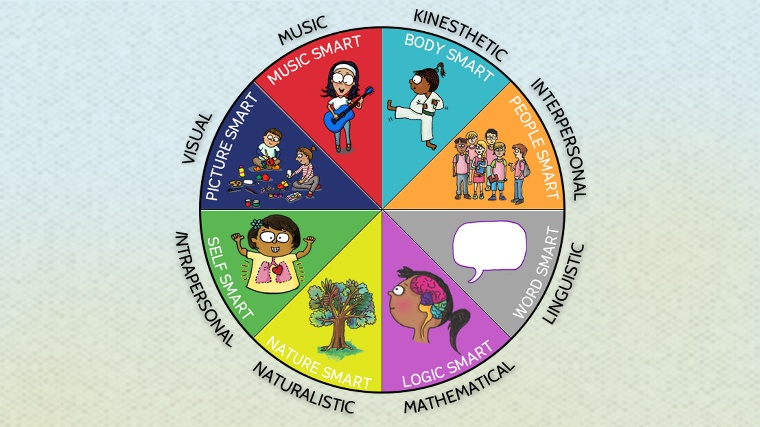 MUSIC
MUSIC SMART
KINESTHETIC
BODY SMART
INTERPERSONAL
PEOPLE SMART
LINGUISTIC
WORD SMART
MATHEMATICAL
LOGIC SMART
NATURALISTIC
NATURE SMART
INTRAPERSONAL
SELF SMART
VISUAL
PICTURE SMART